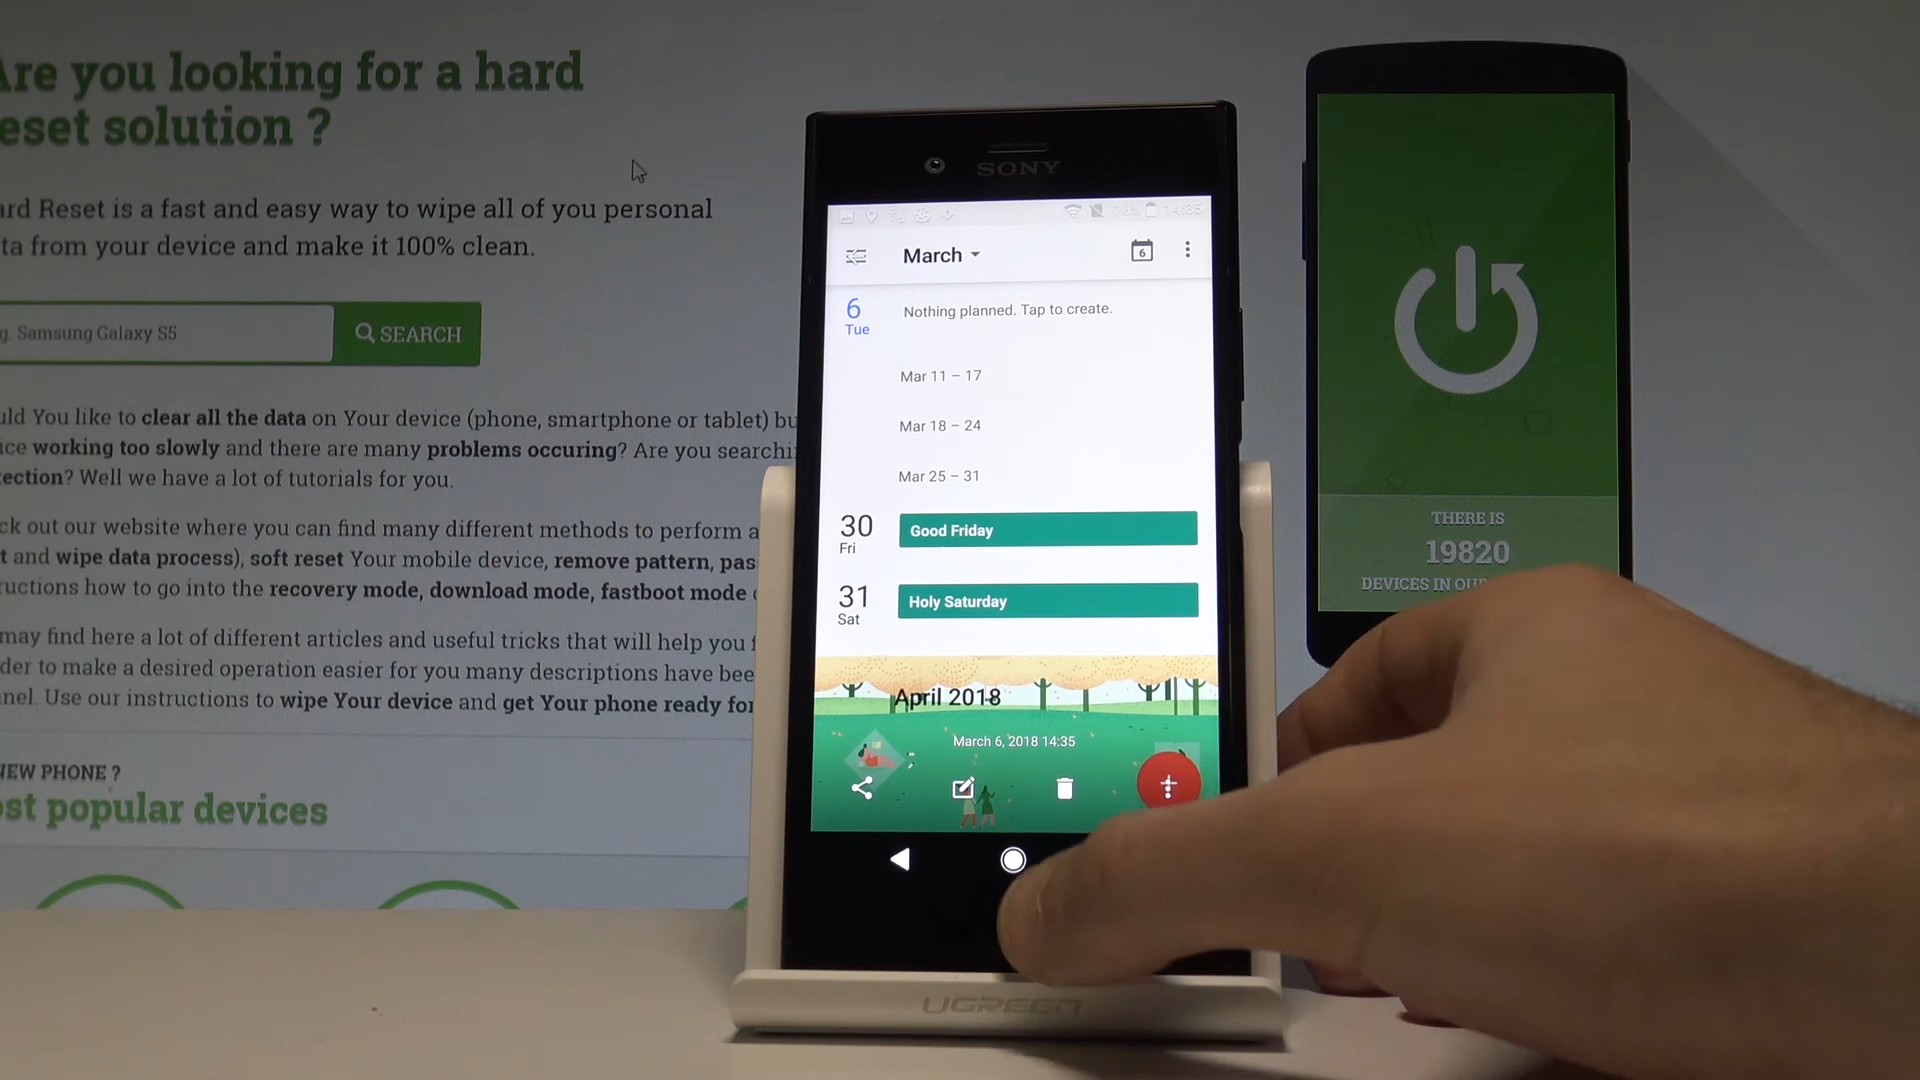 Are you looking for a hard
eset solution ?
ard Reset is a fast and easy way to wipe all of you personal
ta from your device and make it 100% clean.
g. Samsung Galaxy S5
SEARCH
uld You like to clear all the data on Your device (phone, smartphone or tablet) bu
ice working too slowly and there are many problems occuring? Are you searchi
ection? Well we have a lot of tutorials for you.
ck out our website where you can find many different methods to perform a
t and wipe data process), soft reset Your mobile device, remove pattern, pas
ructions how to go into the recovery mode, download mode, fastboot mode
may find here a lot of different articles and useful tricks that will help you
der to make a desired operation easier for you many descriptions have bee
nnel. Use our instructions to wipe Your device and get Your phone ready for
NEW PHONE ?
ost popular devices
SONY
14:35
March
6
6
Tue
Nothing planned. Tap to create.
Mar 11 – 17
Mar 18 – 24
Mar 25 – 31
30
Fri
Good Friday
31
Sat
Holy Saturday
April 2018
March 6, 2018 14:35
UGREEN
THERE IS
19820
DEVICES IN OUR